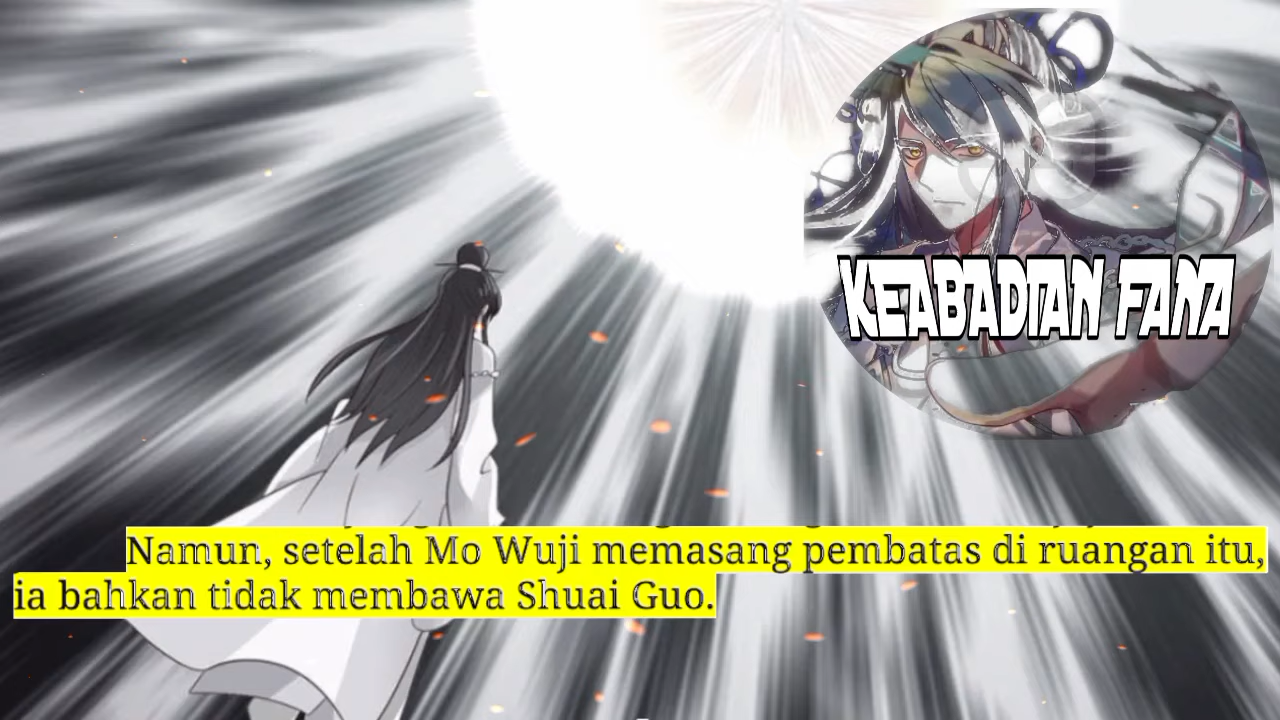 KEABADIAN FANA
Namun, setelah Mo Wuji memasang pembatas di ruangan itu,
ia bahkan tidak membawa Shuai Guo.